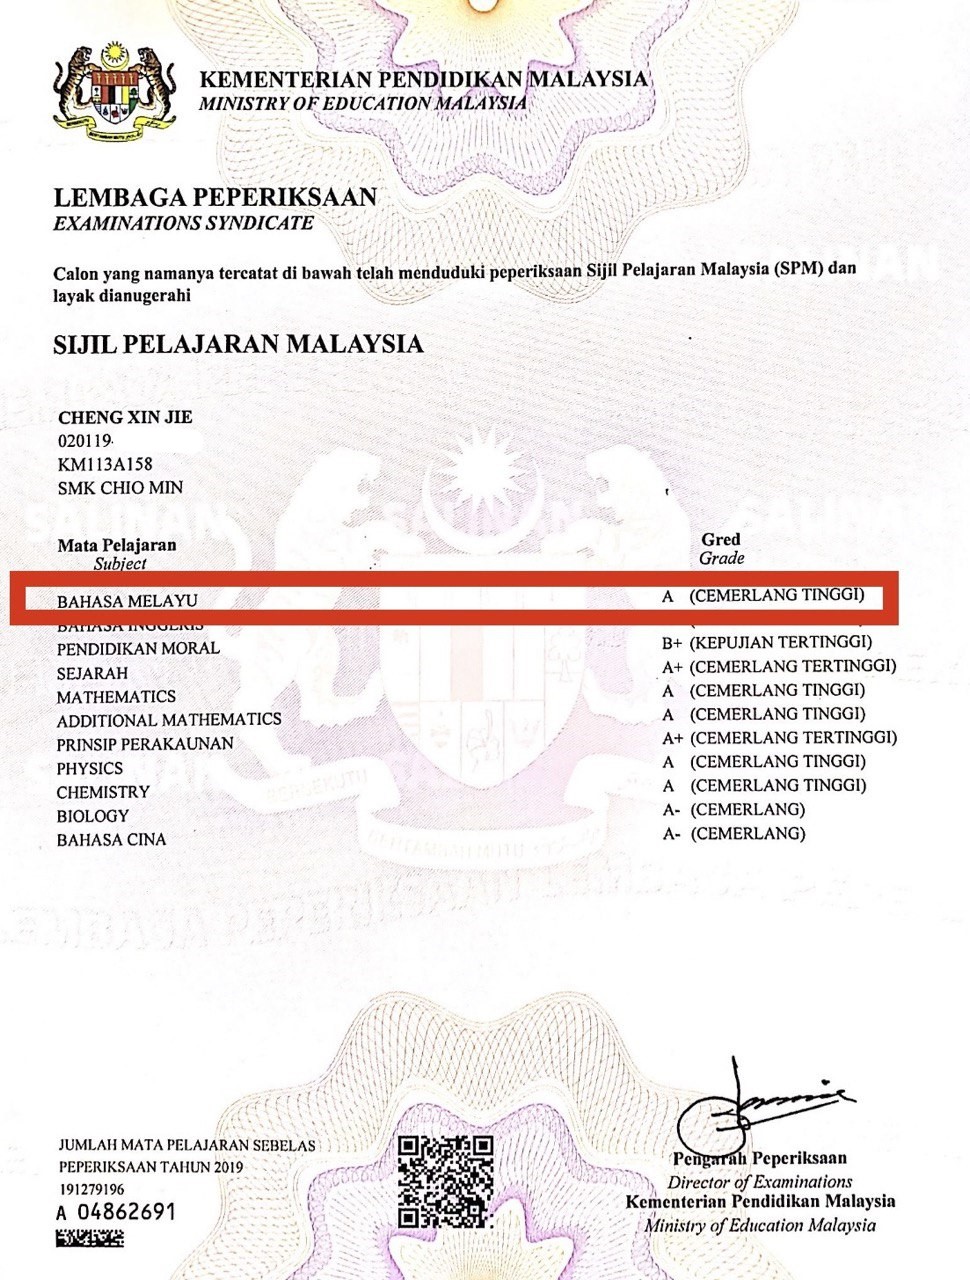 KEMENTERIAN PENDIDIKAN MALAYSIA
MINISTRY OF EDUCATION MALAYSIA
LEMBAGA PEPERIKSAAN
EXAMINATIONS SYNDICATE
Calon yang namanya tercatat di bawah telah menduduki peperiksaan Sijil Pelajaran Malaysia (SPM) dan
layak dianugerahi
SIJIL PELAJARAN MALAYSIA
CHENG XIN JIE
020119
KM113A158
SMK CHIO MIN
Mata Pelajaran Gred
Subject Grade
BAHASA MELAYU A (CEMERLANG TINGGI)
BAHASA INGGERIS
PENDIDIKAN MORAL B+ (KEPUJIAN TERTINGGI)
SEJARAH A+ (CEMERLANG TERTINGGI)
MATHEMATICS A (CEMERLANG TINGGI)
ADDITIONAL MATHEMATICS A (CEMERLANG TINGGI)
PRINSIP PERAKAUNAN A+ (CEMERLANG TERTINGGI)
PHYSICS A (CEMERLANG TINGGI)
CHEMISTRY A (CEMERLANG TINGGI)
BIOLOGY A- (CEMERLANG)
BAHASA CINA A- (CEMERLANG)
JUMLAH MATA PELAJARAN SEBELAS
PEPERIKSAAN TAHUN 2019
191279196
A 04862691
Pengarah Peperiksaan
Director of Examinations
Kementerian Pendidikan Malaysia
Ministry of Education Malaysia